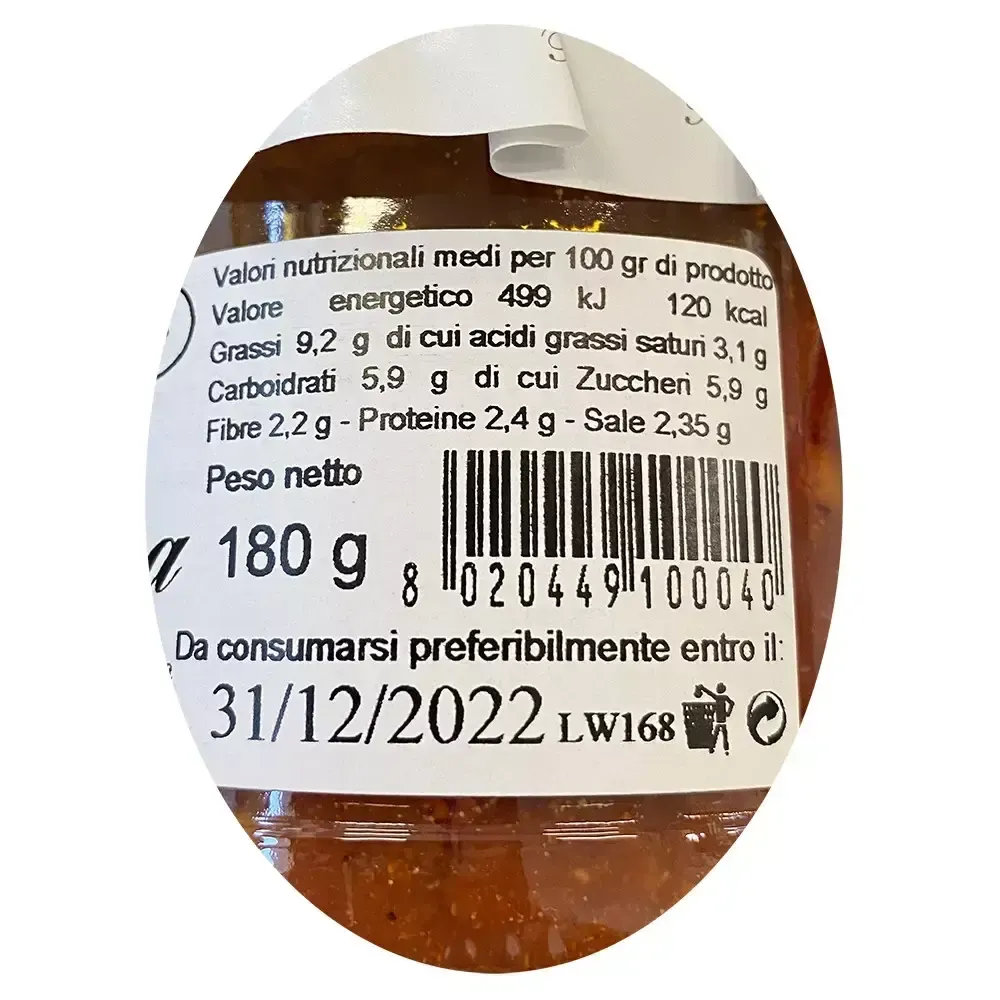 Valori nutrizionali medi per 100 gr di prodotto
Valore energetico 499 kJ 120 kcal
Grassi 9,2 g di cui acidi grassi saturi 3,1 g
Carboidrati 5,9 g di cui Zuccheri 5,9 g
Fibre 2,2 g - Proteine 2,4 g - Sale 2,35 g
Peso netto
180 g
8 020449 100040
Da consumarsi preferibilmente entro il:
31/12/2022 LW168